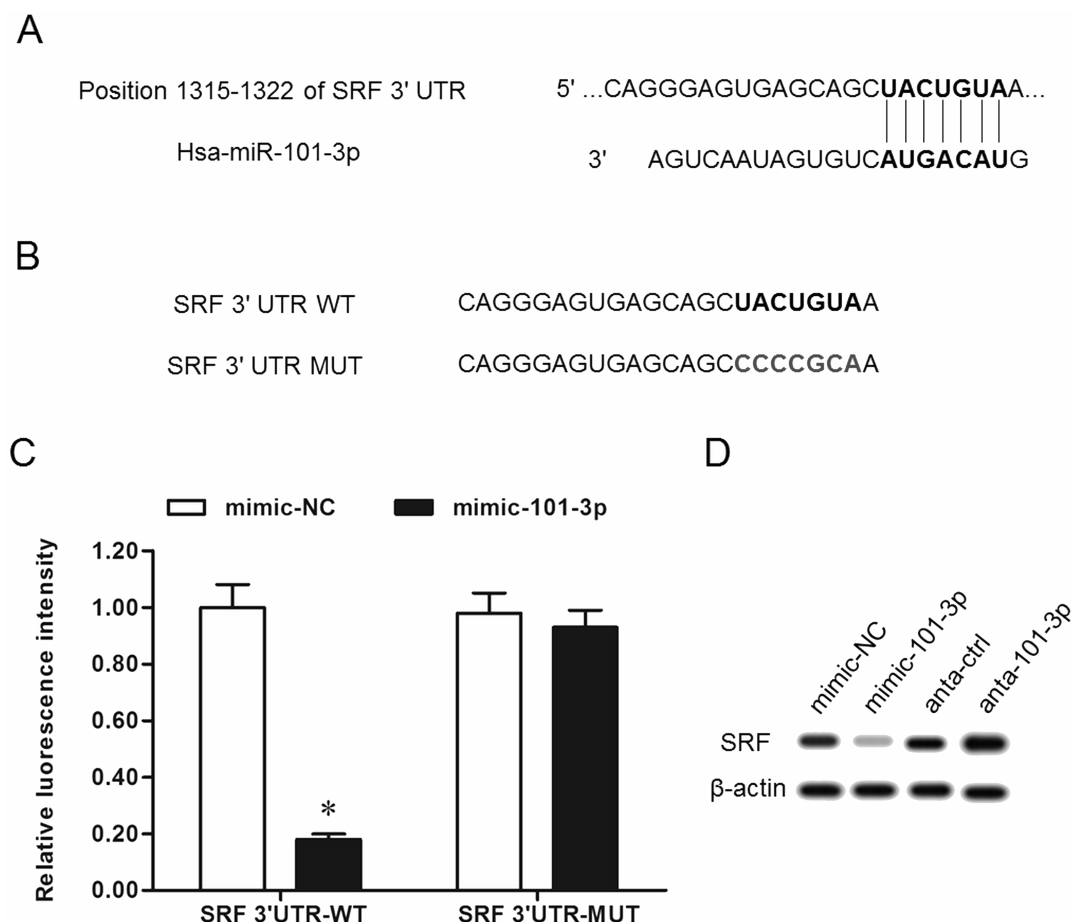 A
Position 1315-1322 of SRF 3' UTR 5' ...CAGGGAGUGAGCAGCUACUGUAA...
Hsa-miR-101-3p 3' AGUCAAUAGUGUCAUGACAUG
B
SRF 3' UTR WT CAGGGAGUGAGCAGCUACUGUAA
SRF 3' UTR MUT CAGGGAGUGAGCAGCCCCCGCAA
C
mimic-NC mimic-101-3p
Relative luorescence intensity
1.20
1.00
0.80
0.60
0.40
0.20
0.00
*
SRF 3'UTR-WT SRF 3'UTR-MUT
D
mimic-NC
mimic-101-3p
anta-ctrl
anta-101-3p
SRF
β-actin